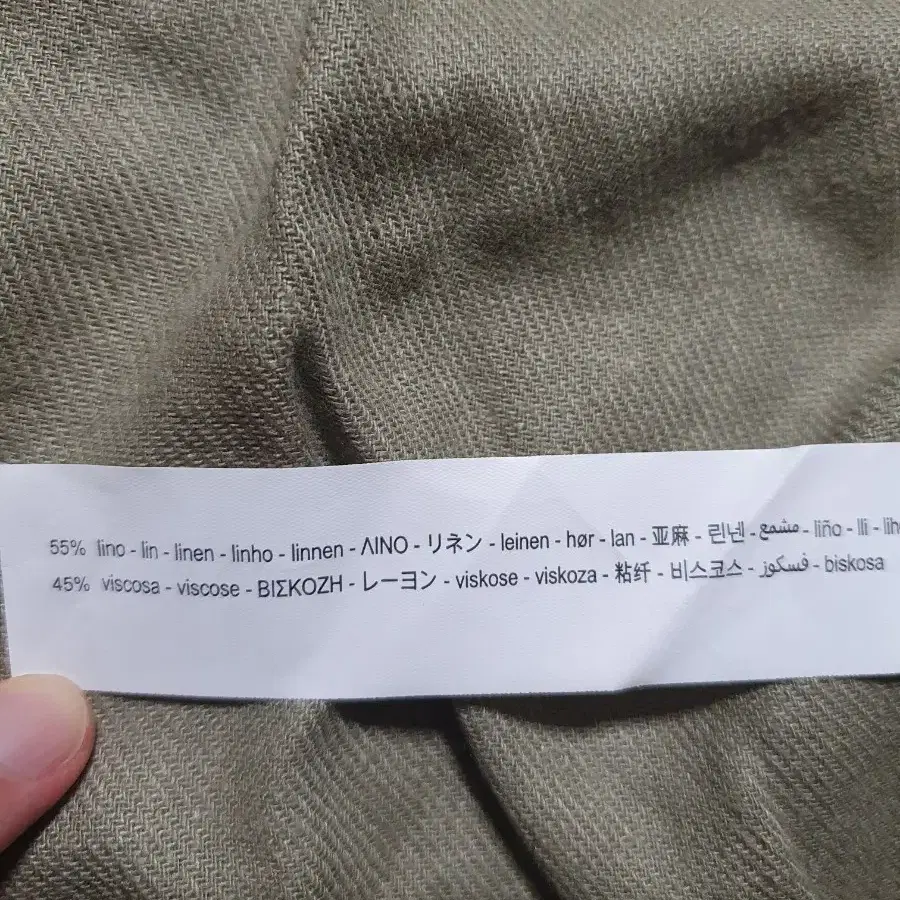 55% lino - lin - linen - linho - linnen - ΛΙΝΟ - リネン - leinen - hør - lan - 亚麻 - 린넨 - مشمع - liño - lli - lih
45% viscosa - viscose - ΒΙΣΚΟΖΗ - レーヨン - viskose - viskoza - 粘纤 - 비스코스 - فسكوز - biskosa